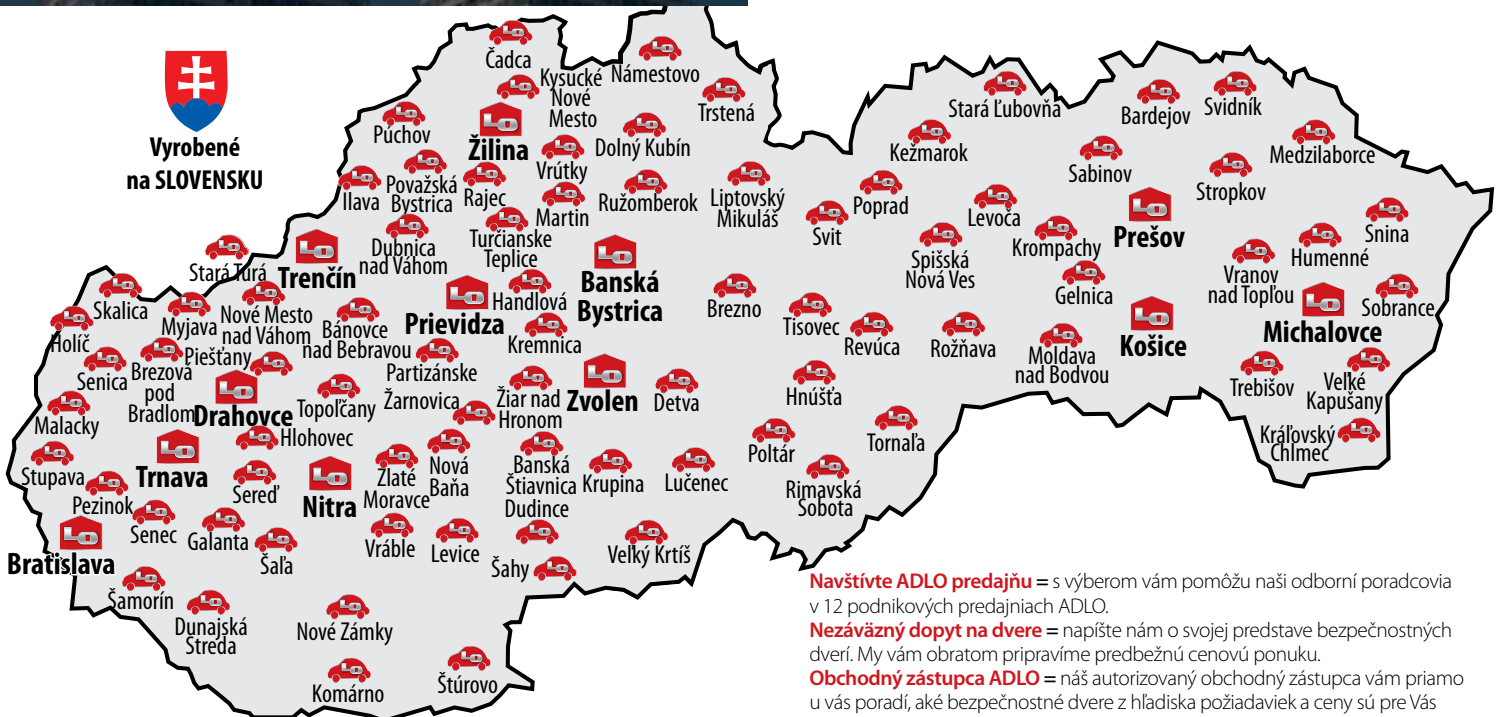 Vyrobené
na SLOVENSKU
Čadca
Kysucké
Nové
Mesto
Námestovo
Trstená
Stará Ľubovňa
Bardejov
Svidník
Púchov
Žilina
Vrútky
Dolný Kubín
Kežmarok
Sabinov
Medzilaborce
Stropkov
Ilava
Považská
Bystrica
Rajec
Martin
Ružomberok
Liptovský
Mikuláš
Svit
Poprad
Levoča
Krompachy
Prešov
Snina
Humenné
Dubnica
nad Váhom
Turčianske
Teplice
Spišská
Nová Ves
Gelnica
Vranov
nad Topľou
Stará Turá
Trenčín
Banská
Bystrica
Skalica
Myjava
Nové Mesto
nad Váhom
Bánovce
nad Bebravou
Prievidza
Handlová
Brezno
Tisovec
Revúca
Rožňava
Moldava
nad Bodvou
Košice
Michalovce
Sobrance
Holíč
Senica
Brezová
pod
Bradlom
Piešťany
Partizánske
Kremnica
Malacky
Drahovce
Topoľčany
Žarnovica
Žiar nad
Hronom
Zvolen
Detva
Hnúšťa
Trebišov
Veľké
Kapušany
Kráľovský
Chlmec
Stupava
Trnava
Hlohovec
Sereď
Nitra
Zlaté
Moravce
Nová
Baňa
Banská
Štiavnica
Dudince
Krupina
Lučenec
Poltár
Tornaľa
Rimavská
Sobota
Pezinok
Senec
Galanta
Šaľa
Vráble
Levice
Šahy
Veľký Krtíš
Bratislava
Šamorín
Dunajská
Streda
Nové Zámky
Komárno
Štúrovo
Navštívte ADLO predajňu = s výberom vám pomôžu naši odborní poradcovia
v 12 podnikových predajniach ADLO.
Nezáväzný dopyt na dvere = napíšte nám o svojej predstave bezpečnostných
dverí. My vám obratom pripravíme predbežnú cenovú ponuku.
Obchodný zástupca ADLO = náš autorizovaný obchodný zástupca vám priamo
u vás poradí, aké bezpečnostné dvere z hľadiska požiadaviek a ceny sú pre Vás